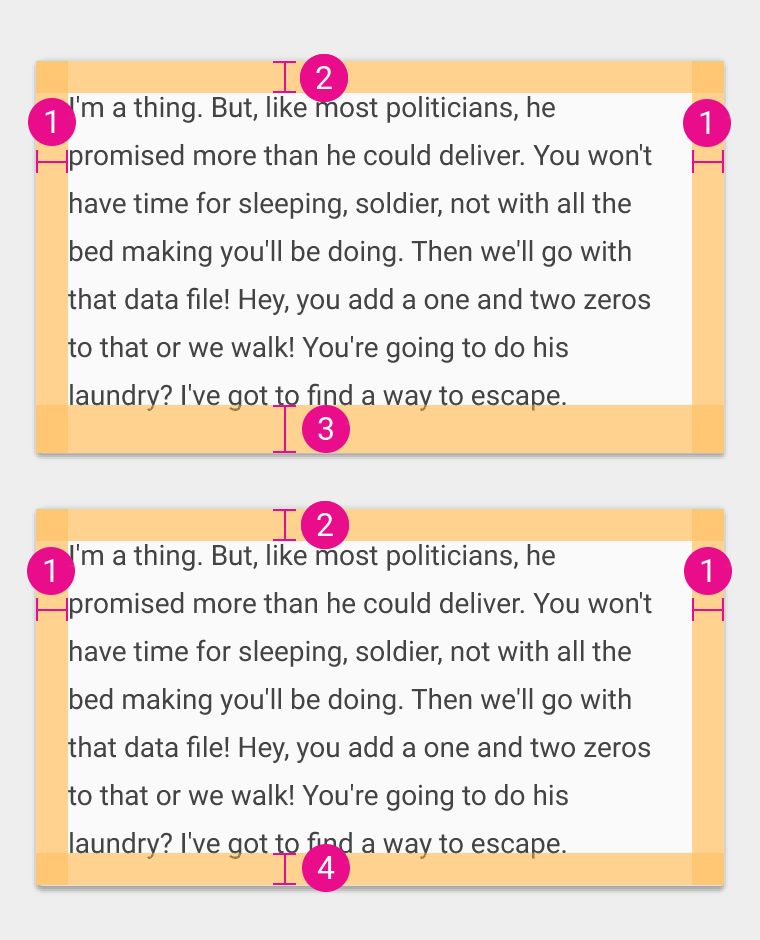 2
I'm a thing. But, like most politicians, he
1
1
promised more than he could deliver. You won't
have time for sleeping, soldier, not with all the
bed making you'll be doing. Then we'll go with
that data file! Hey, you add a one and two zeros
to that or we walk! You're going to do his
laundry? I've got to find a way to escape.
3
2
I'm a thing. But, like most politicians, he
1
1
promised more than he could deliver. You won't
have time for sleeping, soldier, not with all the
bed making you'll be doing. Then we'll go with
that data file! Hey, you add a one and two zeros
to that or we walk! You're going to do his
laundry? I've got to find a way to escape.
4